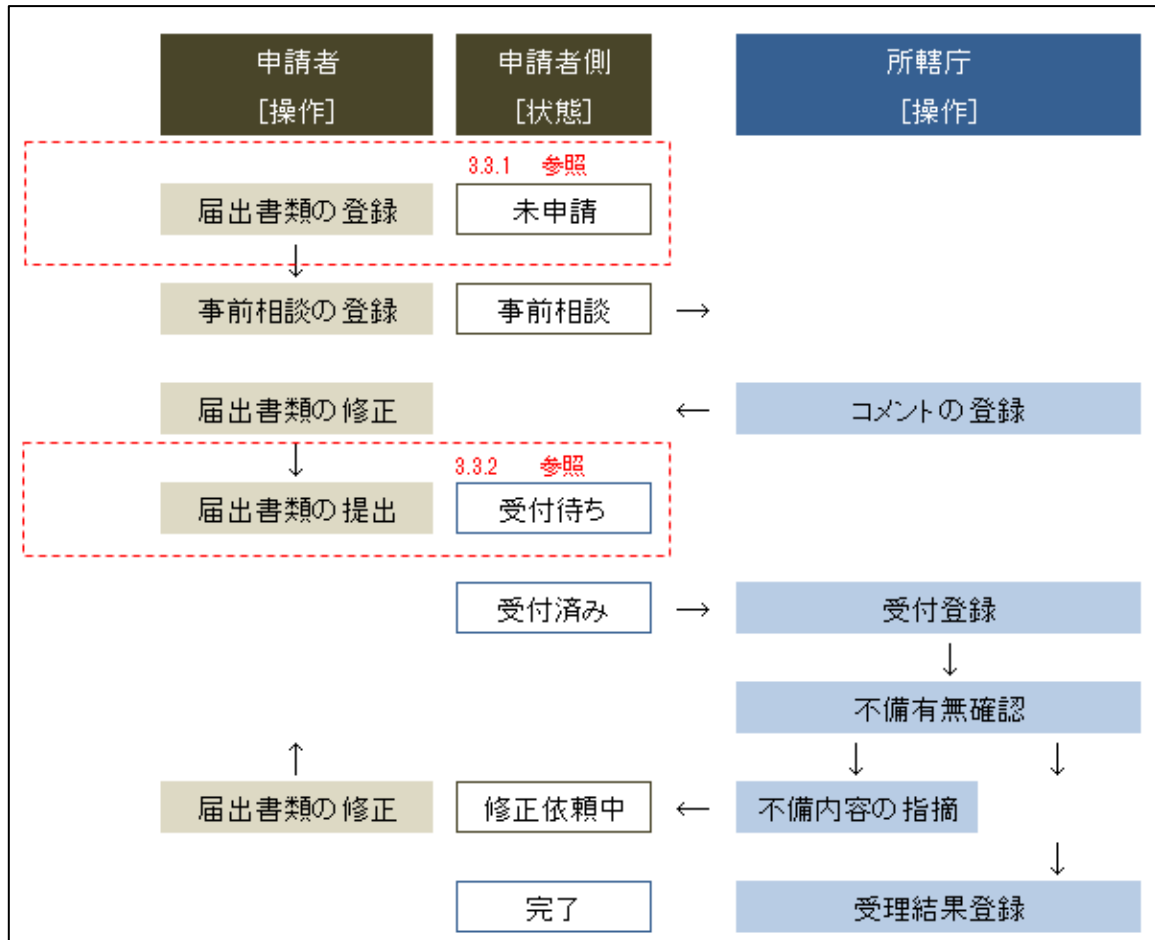 申請者
[操作]
申請者側
[状態]
所轄庁
[操作]
3.3.1 参照
届出書類の登録
未申請
↓
事前相談の登録
事前相談
→
届出書類の修正
←
コメントの登録
↓
3.3.2 参照
届出書類の提出
受付待ち
受付済み
→
受付登録
↓
不備有無確認
↑
↓
↓
届出書類の修正
修正依頼中
←
不備内容の指摘
↓
完了
受理結果登録